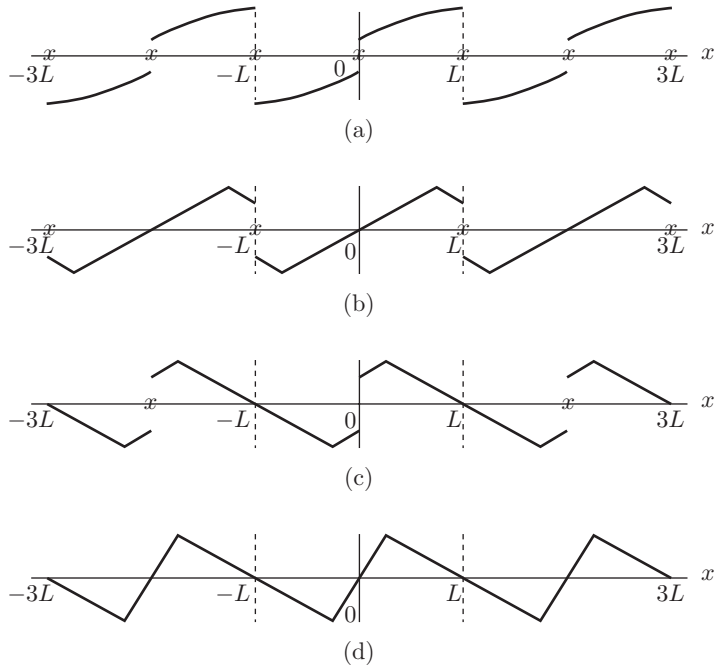 x x x x x x x x
−3L −L 0 L 3L
(a)
x x x x x x
−3L −L 0 L 3L
(b)
x x x
−3L −L 0 L 3L
(c)
x
−3L −L 0 L 3L
(d)